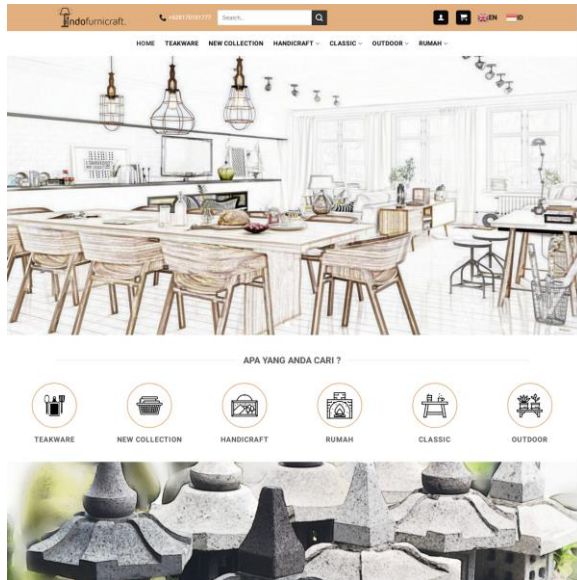 Indofurnicraft.
Search...
EN
ID
HOME TEAKWARE NEW COLLECTION HANDICRAFT CLASSIC OUTDOOR RUMAH
APA YANG ANDA CARI ?
TEAKWARE
NEW COLLECTION
HANDICRAFT
RUMAH
CLASSIC
OUTDOOR